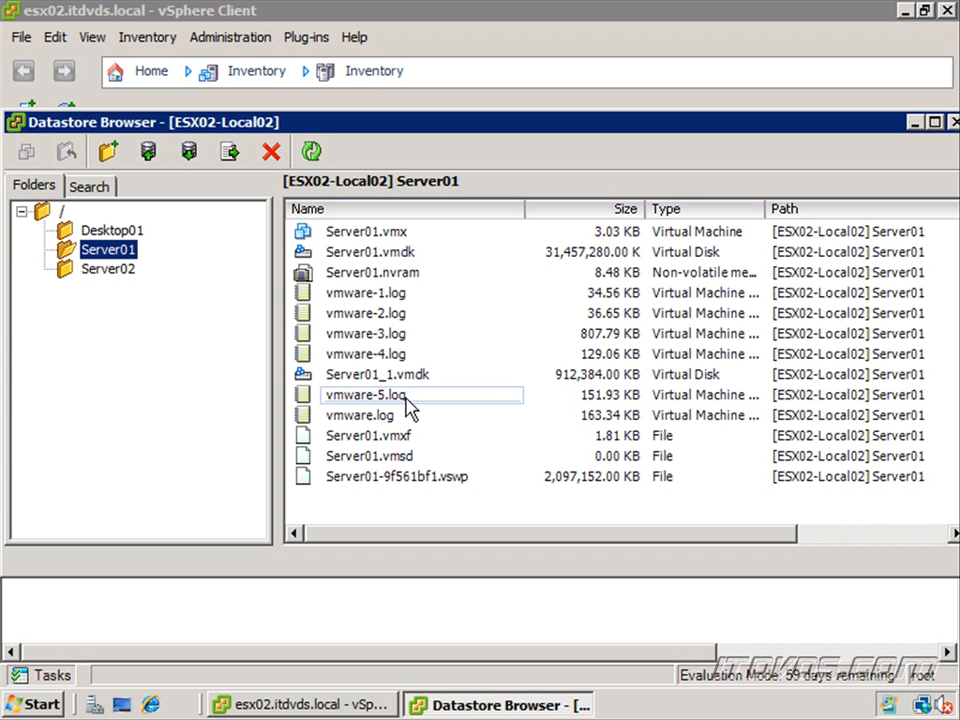 esx02.itdvds.local - vSphere Client
File Edit View Inventory Administration Plug-ins Help
Home Inventory Inventory
Datastore Browser - [ESX02-Local02]
Folders Search
[ESX02-Local02] Server01
/
Desktop01
Server01
Server02
Name Size Type Path
Server01.vmx 3.03 KB Virtual Machine [ESX02-Local02] Server01
Server01.vmdk 31,457,280.00 K Virtual Disk [ESX02-Local02] Server01
Server01.nvram 8.48 KB Non-volatile me... [ESX02-Local02] Server01
vmware-1.log 34.56 KB Virtual Machine ... [ESX02-Local02] Server01
vmware-2.log 36.65 KB Virtual Machine ... [ESX02-Local02] Server01
vmware-3.log 807.79 KB Virtual Machine ... [ESX02-Local02] Server01
vmware-4.log 129.06 KB Virtual Machine ... [ESX02-Local02] Server01
Server01_1.vmdk 912,384.00 KB Virtual Disk [ESX02-Local02] Server01
vmware-5.log 151.93 KB Virtual Machine ... [ESX02-Local02] Server01
vmware.log 163.34 KB Virtual Machine ... [ESX02-Local02] Server01
Server01.vmxf 1.81 KB File [ESX02-Local02] Server01
Server01.vmsd 0.00 KB File [ESX02-Local02] Server01
Server01-9f561bf1.vswp 2,097,152.00 KB File [ESX02-Local02] Server01
Tasks Evaluation Mode: 59 days remaining root
ITDVDS.COM
Start esx02.itdvds.local - vSp... Datastore Browser - [...